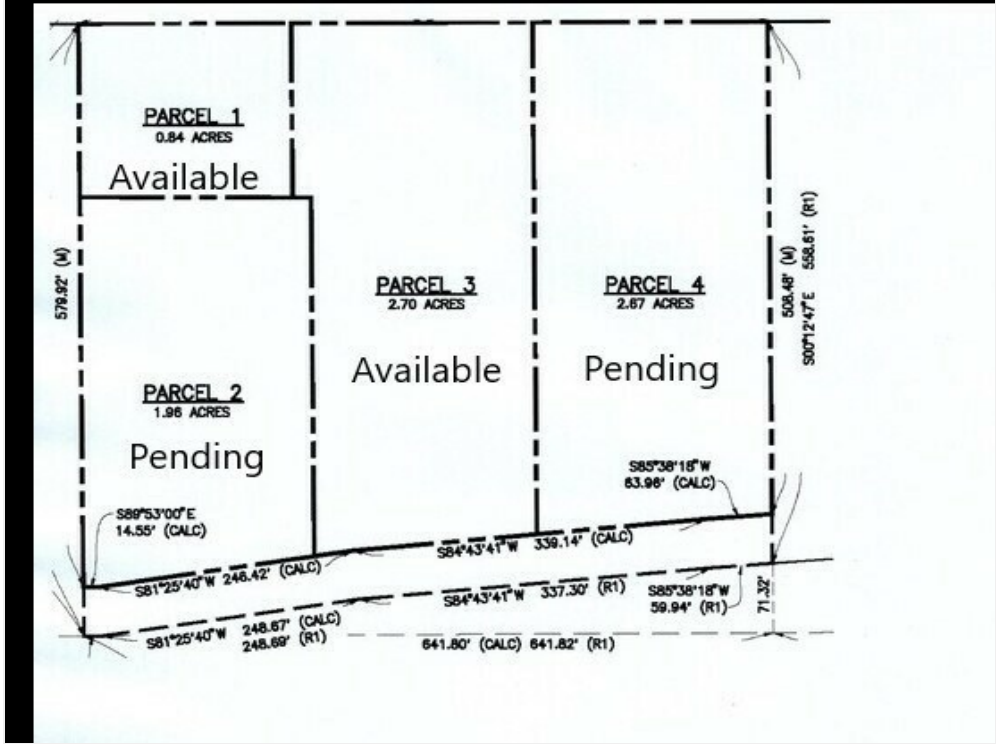 PARCEL 1
0.84 ACRES
Available
579.92' (M)
PARCEL 2
1.96 ACRES
Pending
PARCEL 3
2.70 ACRES
Available
PARCEL 4
2.67 ACRES
Pending
508.48' (M)
S00°12'47"E 558.61' (R1)
S89°53'00"E
14.55' (CALC)
S85°38'18"W
63.96' (CALC)
S81°25'40"W 246.42' (CALC)
S84°43'41"W 339.14' (CALC)
S84°43'41"W 337.30' (R1)
S85°38'18"W
59.94' (R1)
71.32'
S81°25'40"W 248.67' (CALC)
248.69' (R1)
641.80' (CALC) 641.82' (R1)